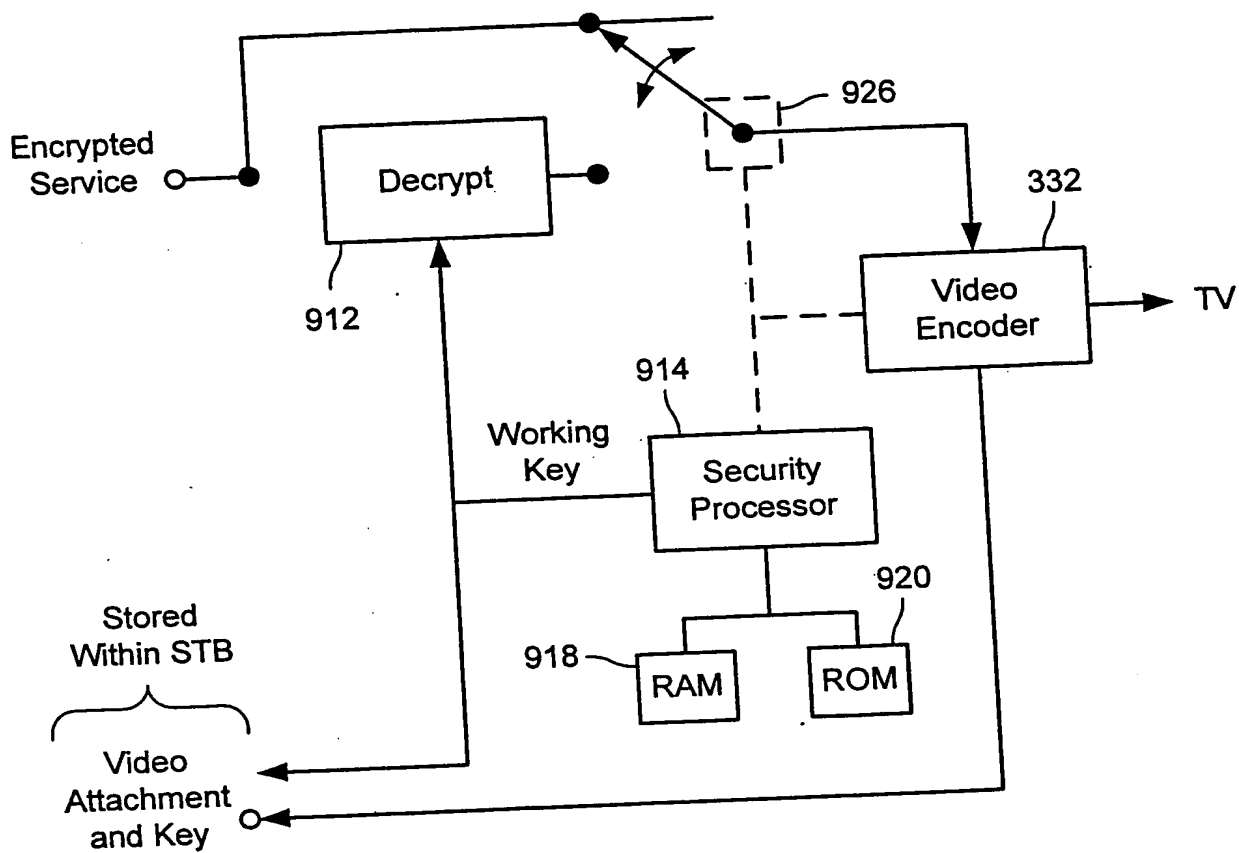 926
Encrypted
Service
Decrypt
332
912
Video
Encoder
TV
914
Working
Key
Security
Processor
920
Stored
Within STB
918
RAM
ROM
Video
Attachment
and Key